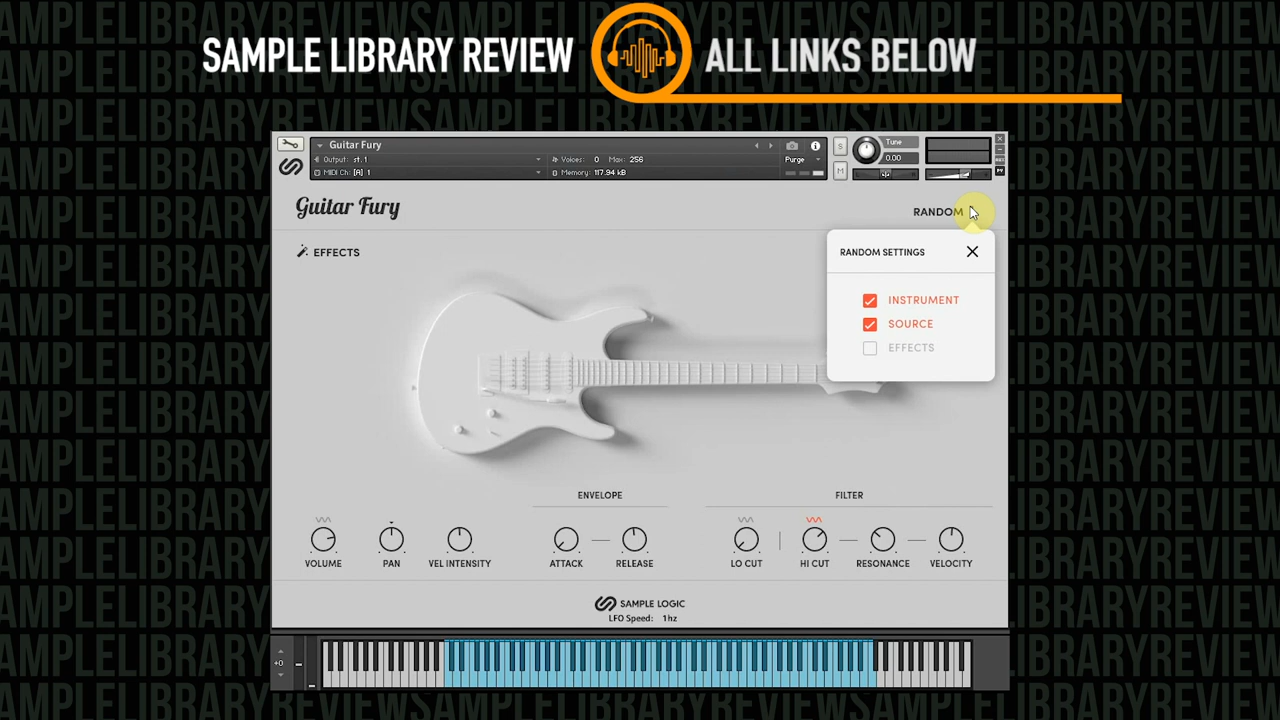 SAMPLE LIBRARY REVIEW ALL LINKS BELOW
Guitar Fury
Output: st. 1 Voices: 0 Max: 256 Purge
MIDI Ch: [A] 1 Memory: 117.94 kB
S
M
Tune
0.00
Guitar Fury
RANDOM
EFFECTS
RANDOM SETTINGS
INSTRUMENT
SOURCE
EFFECTS
ENVELOPE FILTER
VOLUME PAN VEL INTENSITY ATTACK RELEASE LO CUT HI CUT RESONANCE VELOCITY
SAMPLE LOGIC
LFO Speed: 1hz
+0